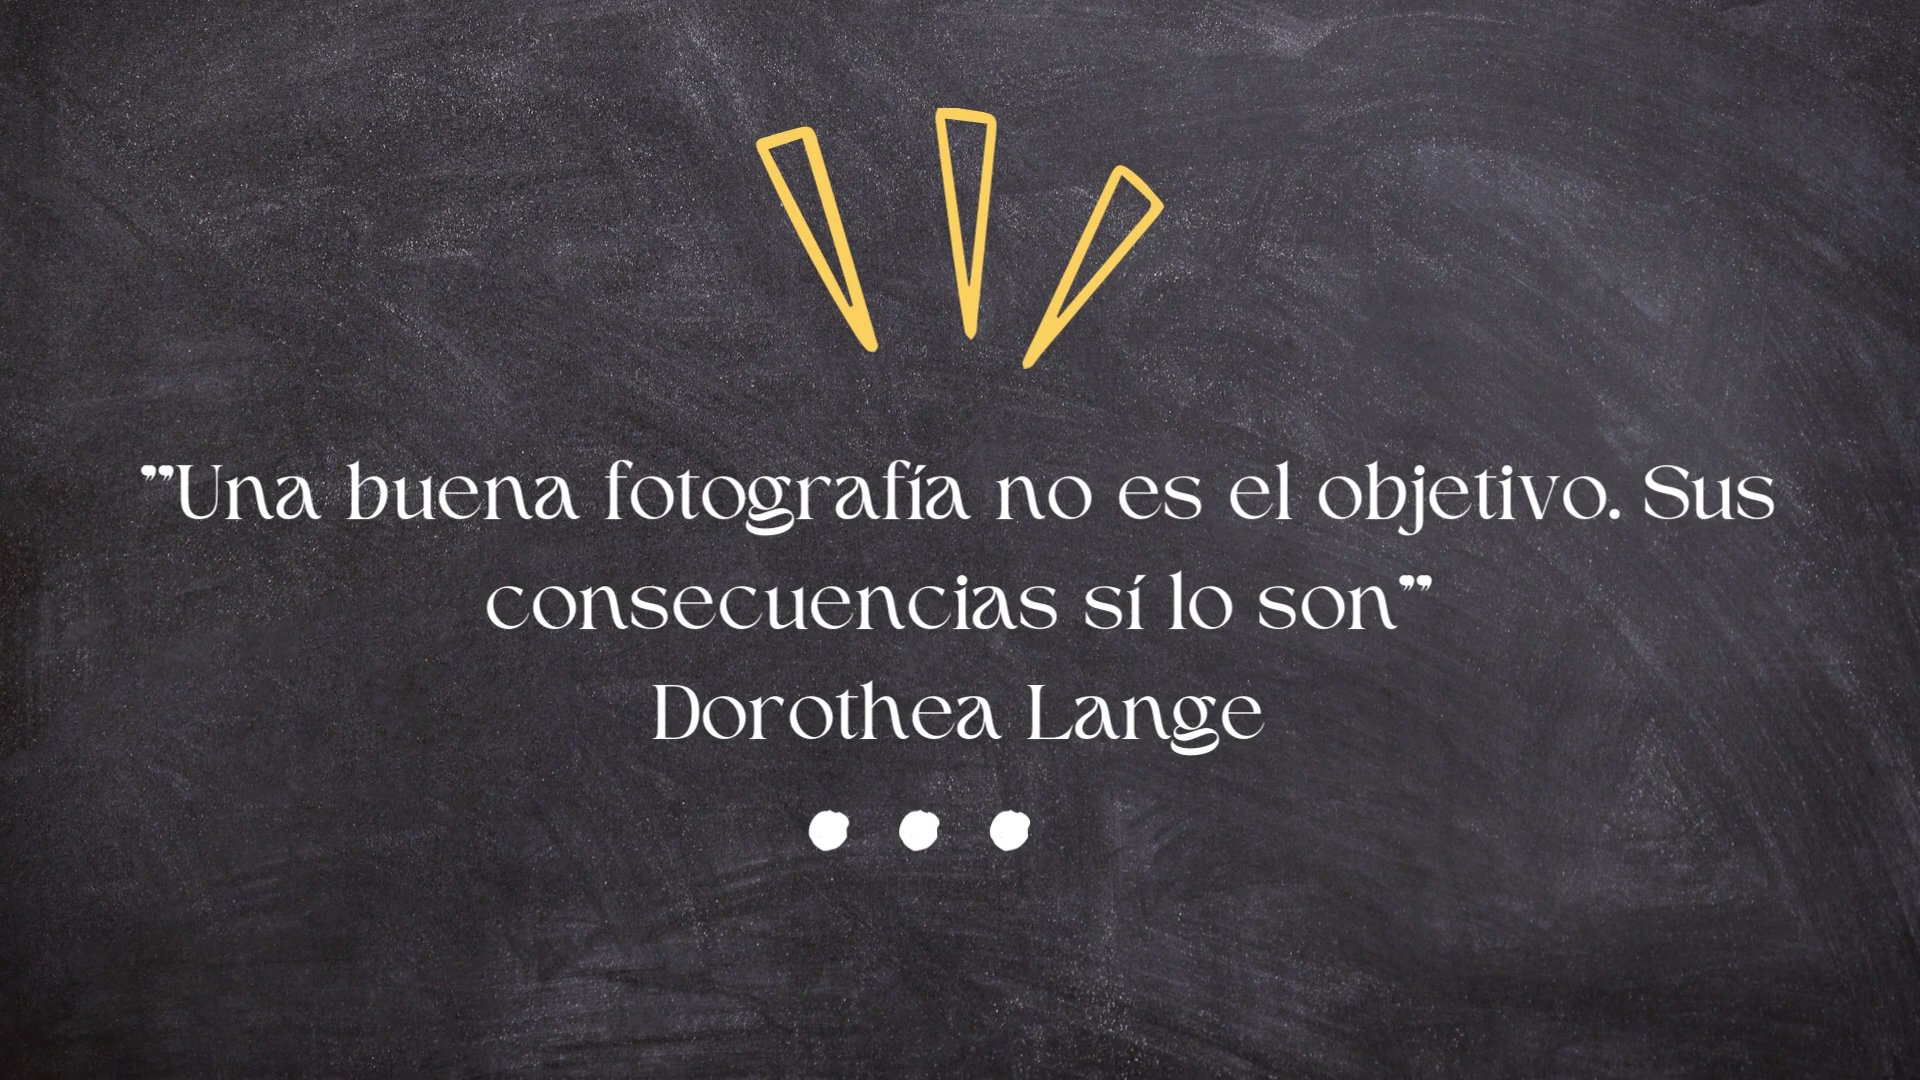 "Una buena fotografía no es el objetivo. Sus
consecuencias sí lo son"
Dorothea Lange